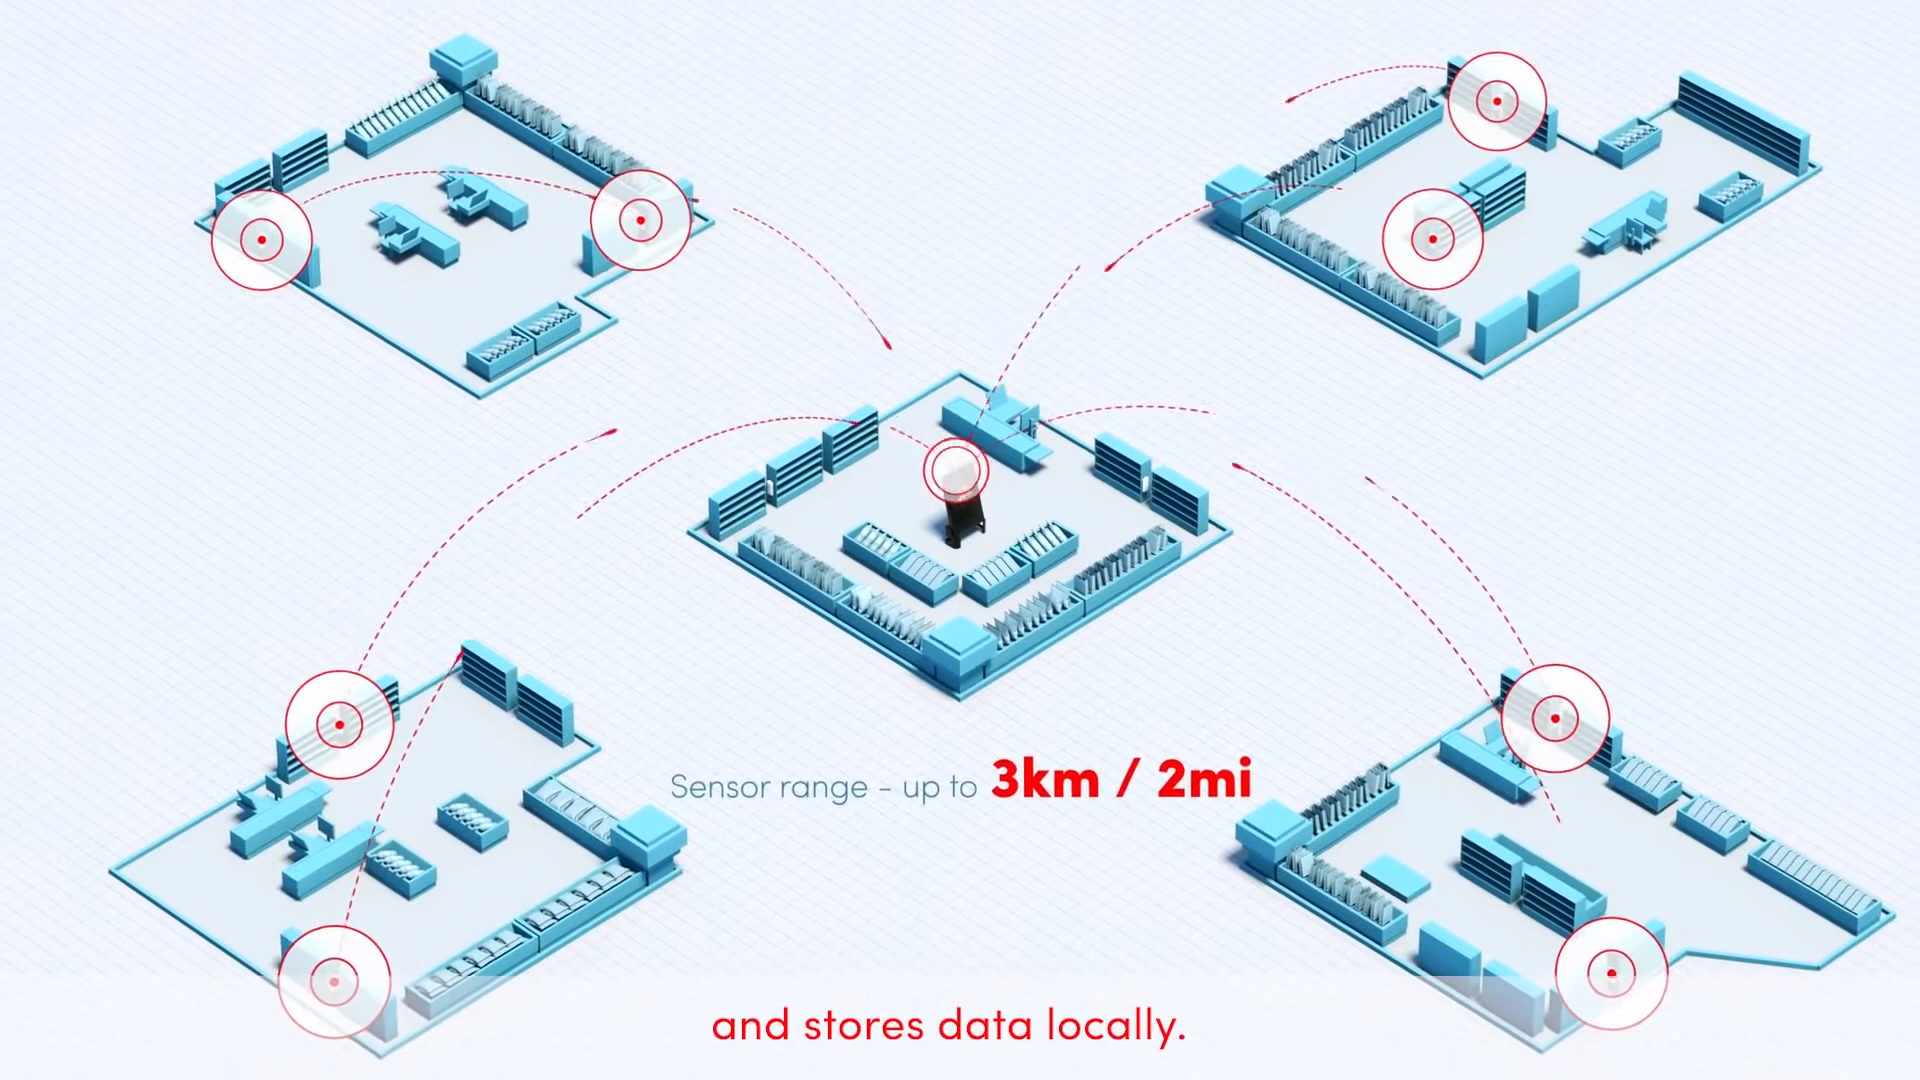 Sensor range - up to 3km / 2mi
and stores data locally.